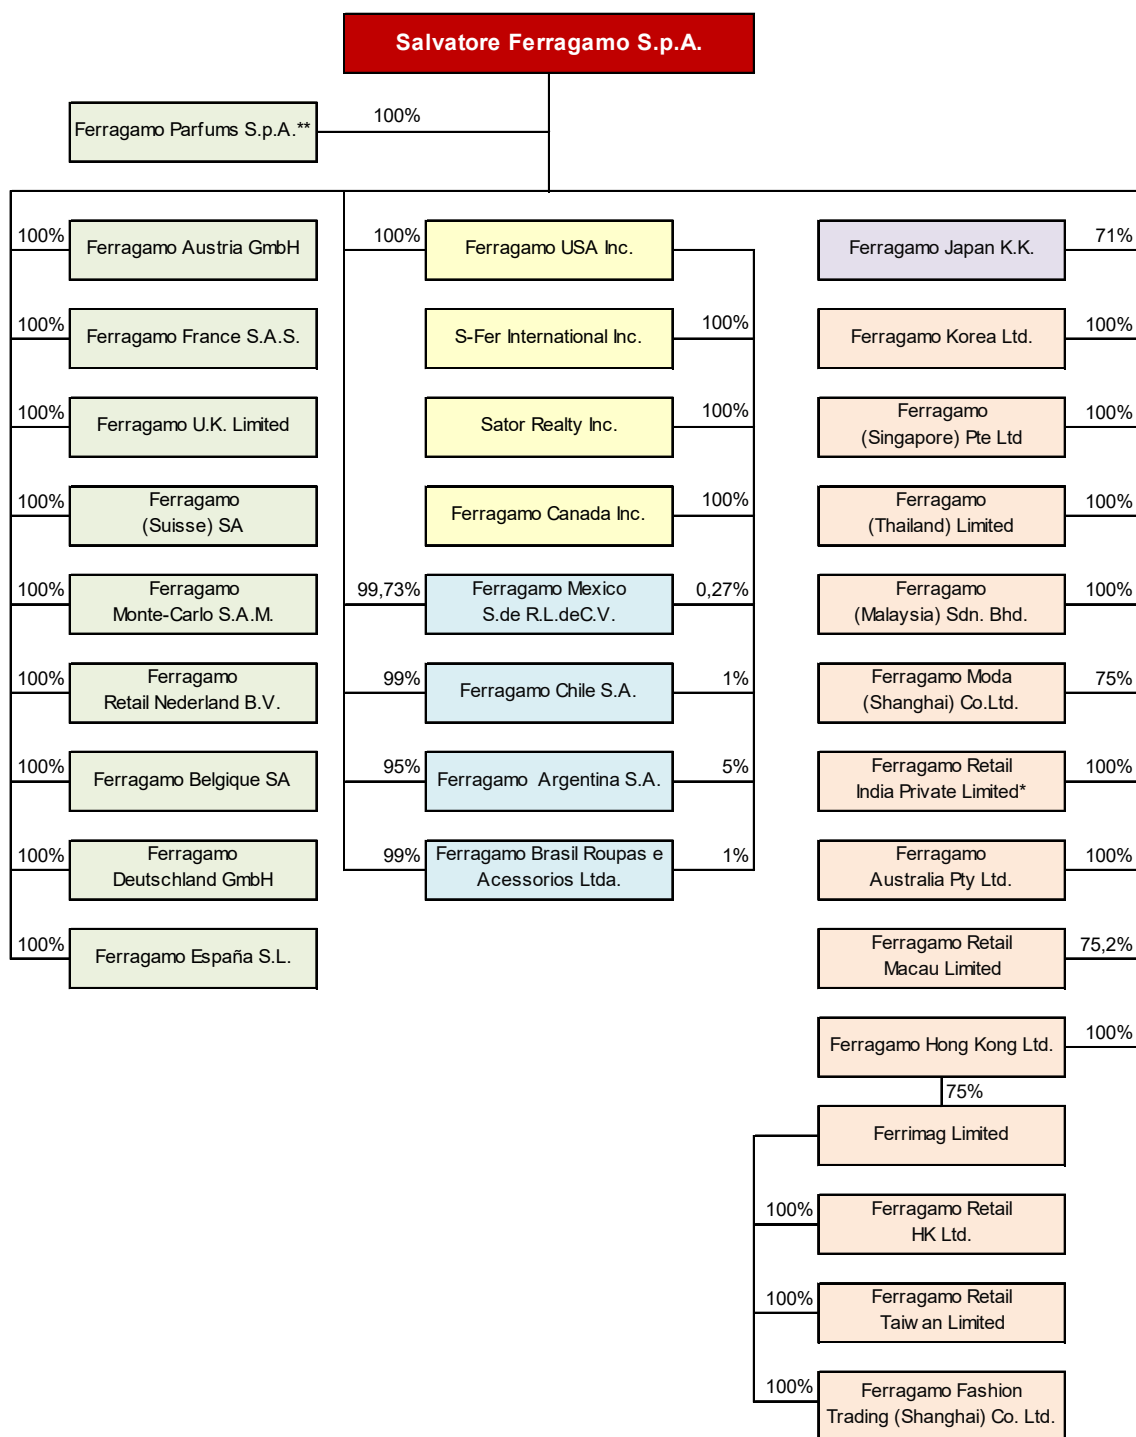 Salvatore Ferragamo S.p.A.
Ferragamo Parfums S.p.A.**
100%
100%
Ferragamo Austria GmbH
100%
Ferragamo France S.A.S.
100%
Ferragamo U.K. Limited
100%
Ferragamo
(Suisse) SA
100%
Ferragamo
Monte-Carlo S.A.M.
100%
Ferragamo
Retail Nederland B.V.
100%
Ferragamo Belgique SA
100%
Ferragamo
Deutschland GmbH
100%
Ferragamo España S.L.
100%
Ferragamo USA Inc.
S-Fer International Inc.
100%
Sator Realty Inc.
100%
Ferragamo Canada Inc.
100%
99,73%
Ferragamo Mexico
S.de R.L.deC.V.
0,27%
99%
Ferragamo Chile S.A.
1%
95%
Ferragamo Argentina S.A.
5%
99%
Ferragamo Brasil Roupas e
Acessorios Ltda.
1%
Ferragamo Japan K.K.
71%
Ferragamo Korea Ltd.
100%
Ferragamo
(Singapore) Pte Ltd
100%
Ferragamo
(Thailand) Limited
100%
Ferragamo
(Malaysia) Sdn. Bhd.
100%
Ferragamo Moda
(Shanghai) Co.Ltd.
75%
Ferragamo Retail
India Private Limited*
100%
Ferragamo
Australia Pty Ltd.
100%
Ferragamo Retail
Macau Limited
75,2%
Ferragamo Hong Kong Ltd.
100%
75%
Ferrimag Limited
100%
Ferragamo Retail
HK Ltd.
100%
Ferragamo Retail
Taiwan Limited
100%
Ferragamo Fashion
Trading (Shanghai) Co. Ltd.